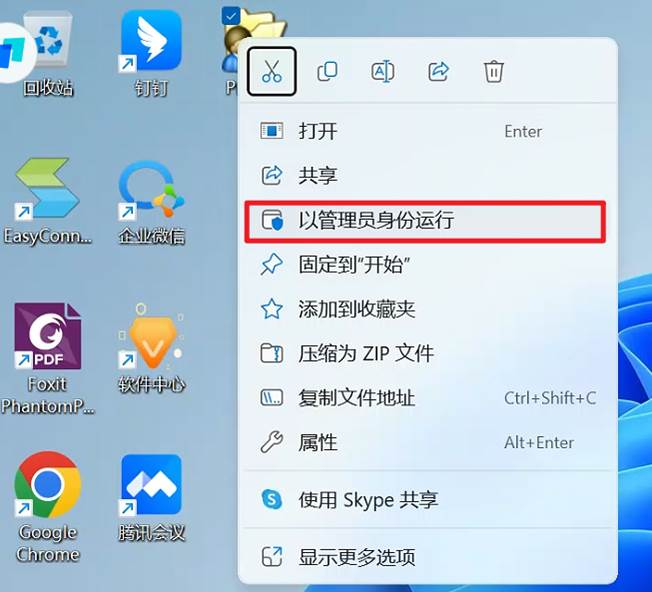 回收站
钉钉
P
EasyConn...
企业微信
PDF
Foxit
PhantomP...
软件中心
Google
Chrome
腾讯会议
打开 Enter
共享
以管理员身份运行
固定到"开始"
添加到收藏夹
压缩为 ZIP 文件
复制文件地址 Ctrl+Shift+C
属性 Alt+Enter
使用 Skype 共享
显示更多选项